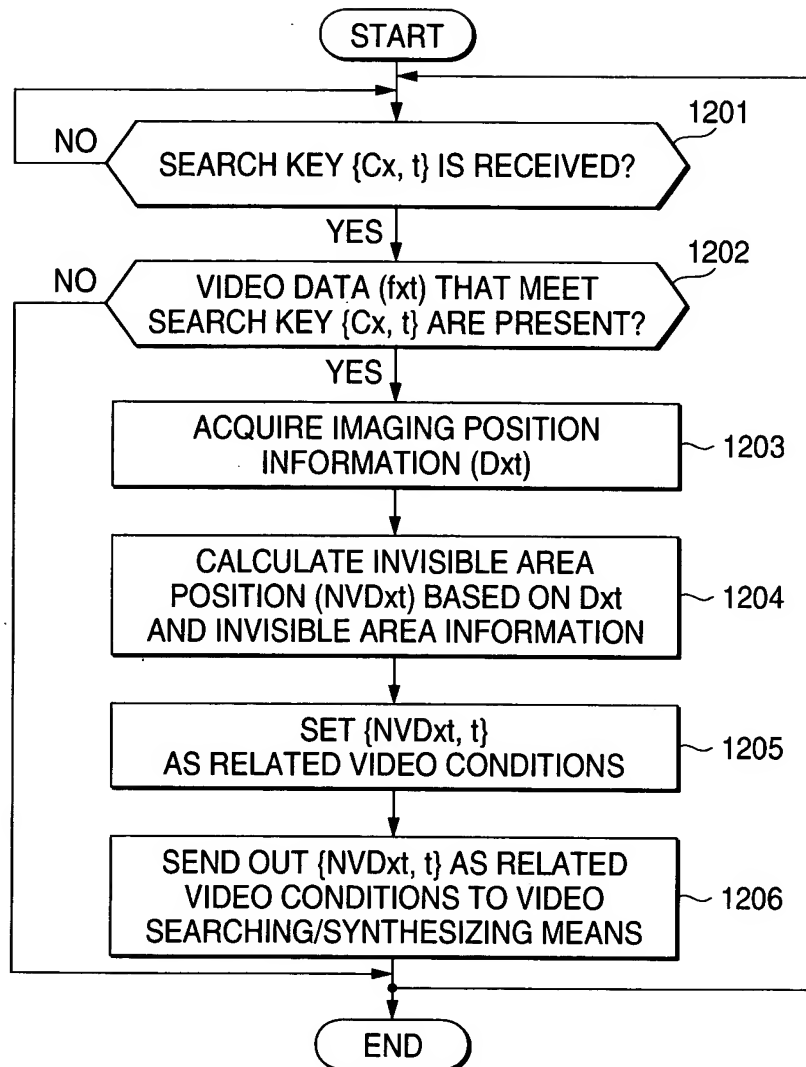 START
1201
NO
SEARCH KEY {Cx, t} IS RECEIVED?
YES
1202
NO
VIDEO DATA (fxt) THAT MEET
SEARCH KEY {Cx, t} ARE PRESENT?
YES
ACQUIRE IMAGING POSITION
INFORMATION (Dxt)
1203
CALCULATE INVISIBLE AREA
POSITION (NVDxt) BASED ON Dxt
AND INVISIBLE AREA INFORMATION
1204
SET {NVDxt, t}
AS RELATED VIDEO CONDITIONS
1205
SEND OUT {NVDxt, t} AS RELATED
VIDEO CONDITIONS TO VIDEO
SEARCHING/SYNTHESIZING MEANS
1206
END